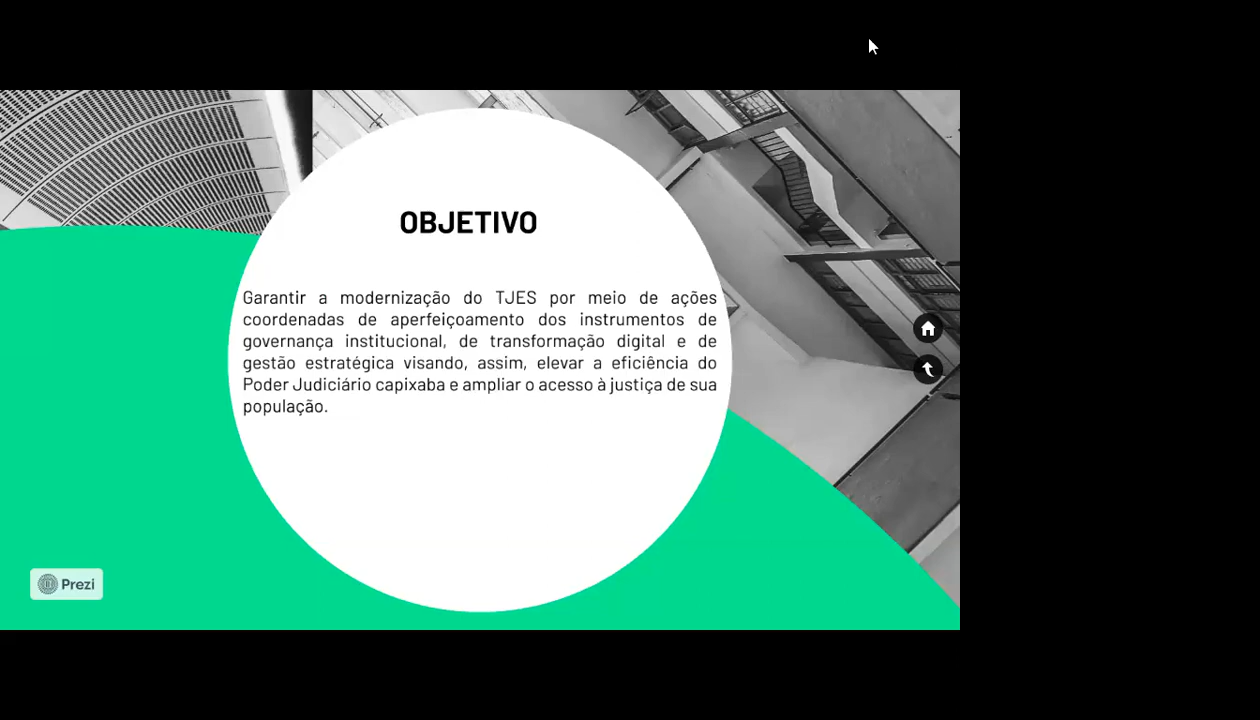 OBJETIVO
Garantir a modernização do TJES por meio de ações
coordenadas de aperfeiçoamento dos instrumentos de
governança institucional, de transformação digital e de
gestão estratégica visando, assim, elevar a eficiência do
Poder Judiciário capixaba e ampliar o acesso à justiça de sua
população.
Prezi